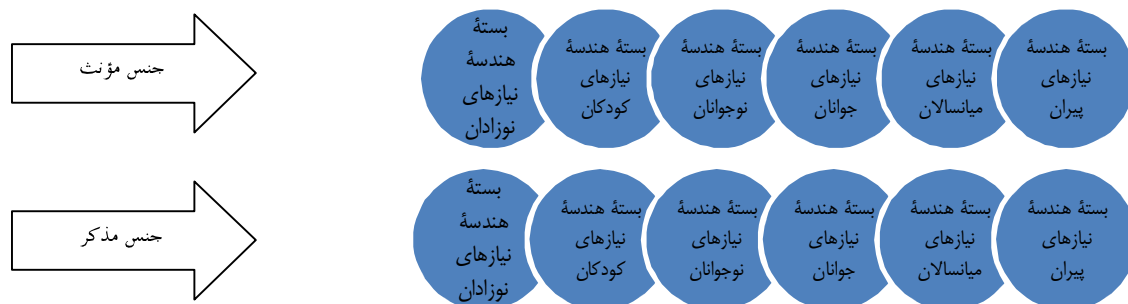 جنس مؤنث
بستهٔ
هندسهٔ
نیازهای
نوزادان
بستهٔ هندسهٔ
نیازهای
کودکان
بستهٔ هندسهٔ
نیازهای
نوجوانان
بستهٔ هندسهٔ
نیازهای
جوانان
بستهٔ هندسهٔ
نیازهای
میانسالان
بستهٔ هندسهٔ
نیازهای
پیران
جنس مذکر
بستهٔ
هندسهٔ
نیازهای
نوزادان
بستهٔ هندسهٔ
نیازهای
کودکان
بستهٔ هندسهٔ
نیازهای
نوجوانان
بستهٔ هندسهٔ
نیازهای
جوانان
بستهٔ هندسهٔ
نیازهای
میانسالان
بستهٔ هندسهٔ
نیازهای
پیران